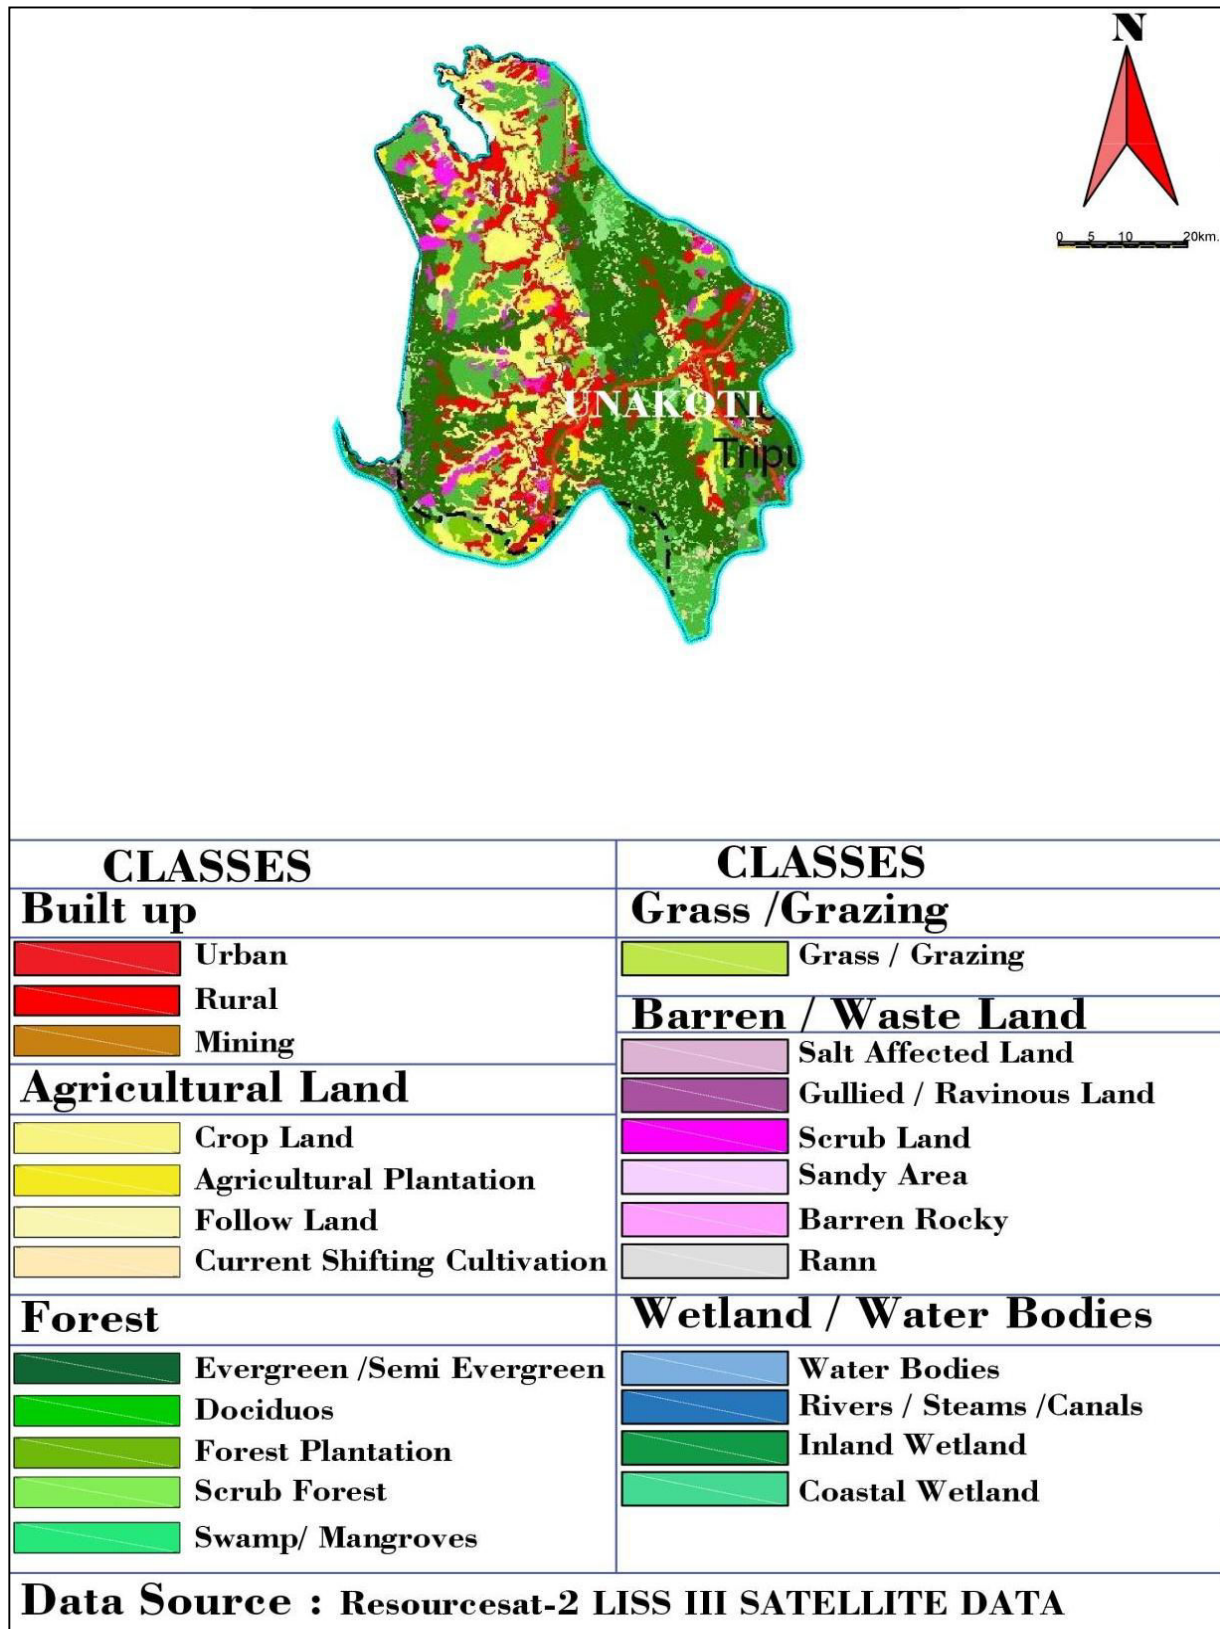 N
0 5 10 20km.
UNAKOTI
Tripu
CLASSES
Built up
Urban
Rural
Mining
Agricultural Land
Crop Land
Agricultural Plantation
Follow Land
Current Shifting Cultivation
Forest
Evergreen /Semi Evergreen
Dociduos
Forest Plantation
Scrub Forest
Swamp/ Mangroves
CLASSES
Grass /Grazing
Grass / Grazing
Barren / Waste Land
Salt Affected Land
Gullied / Ravinous Land
Scrub Land
Sandy Area
Barren Rocky
Rann
Wetland / Water Bodies
Water Bodies
Rivers / Steams /Canals
Inland Wetland
Coastal Wetland
Data Source : Resourcesat-2 LISS III SATELLITE DATA